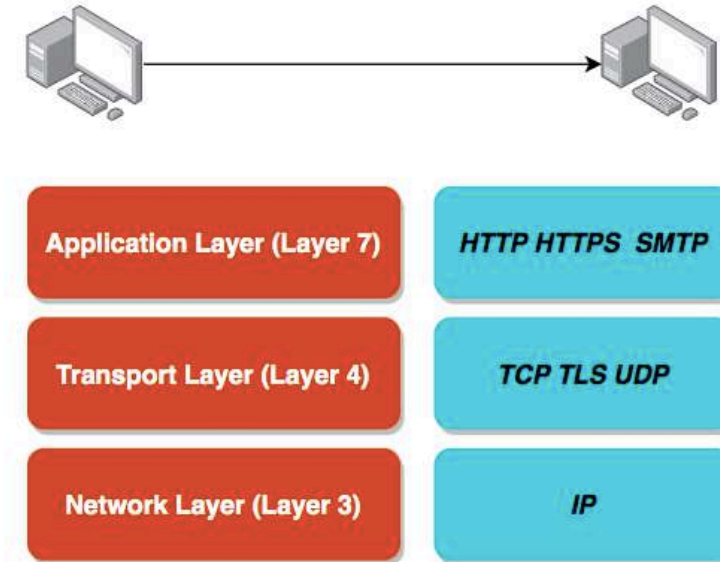 Application Layer (Layer 7)
HTTP HTTPS SMTP
Transport Layer (Layer 4)
TCP TLS UDP
Network Layer (Layer 3)
IP